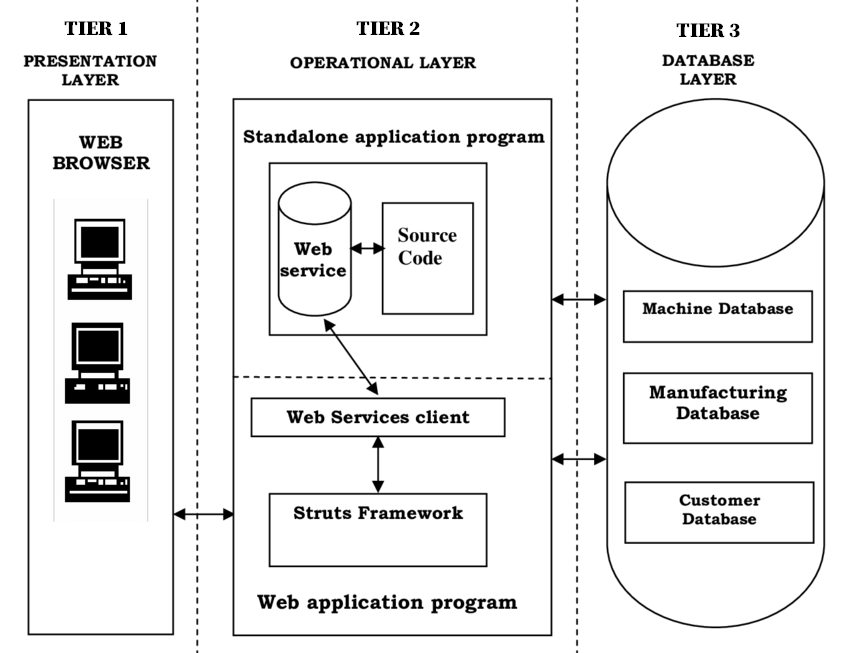 TIER 1
PRESENTATION
LAYER
WEB
BROWSER
TIER 2
OPERATIONAL LAYER
Standalone application program
Web
service
Source
Code
Web Services client
Struts Framework
Web application program
TIER 3
DATABASE
LAYER
Machine Database
Manufacturing
Database
Customer
Database